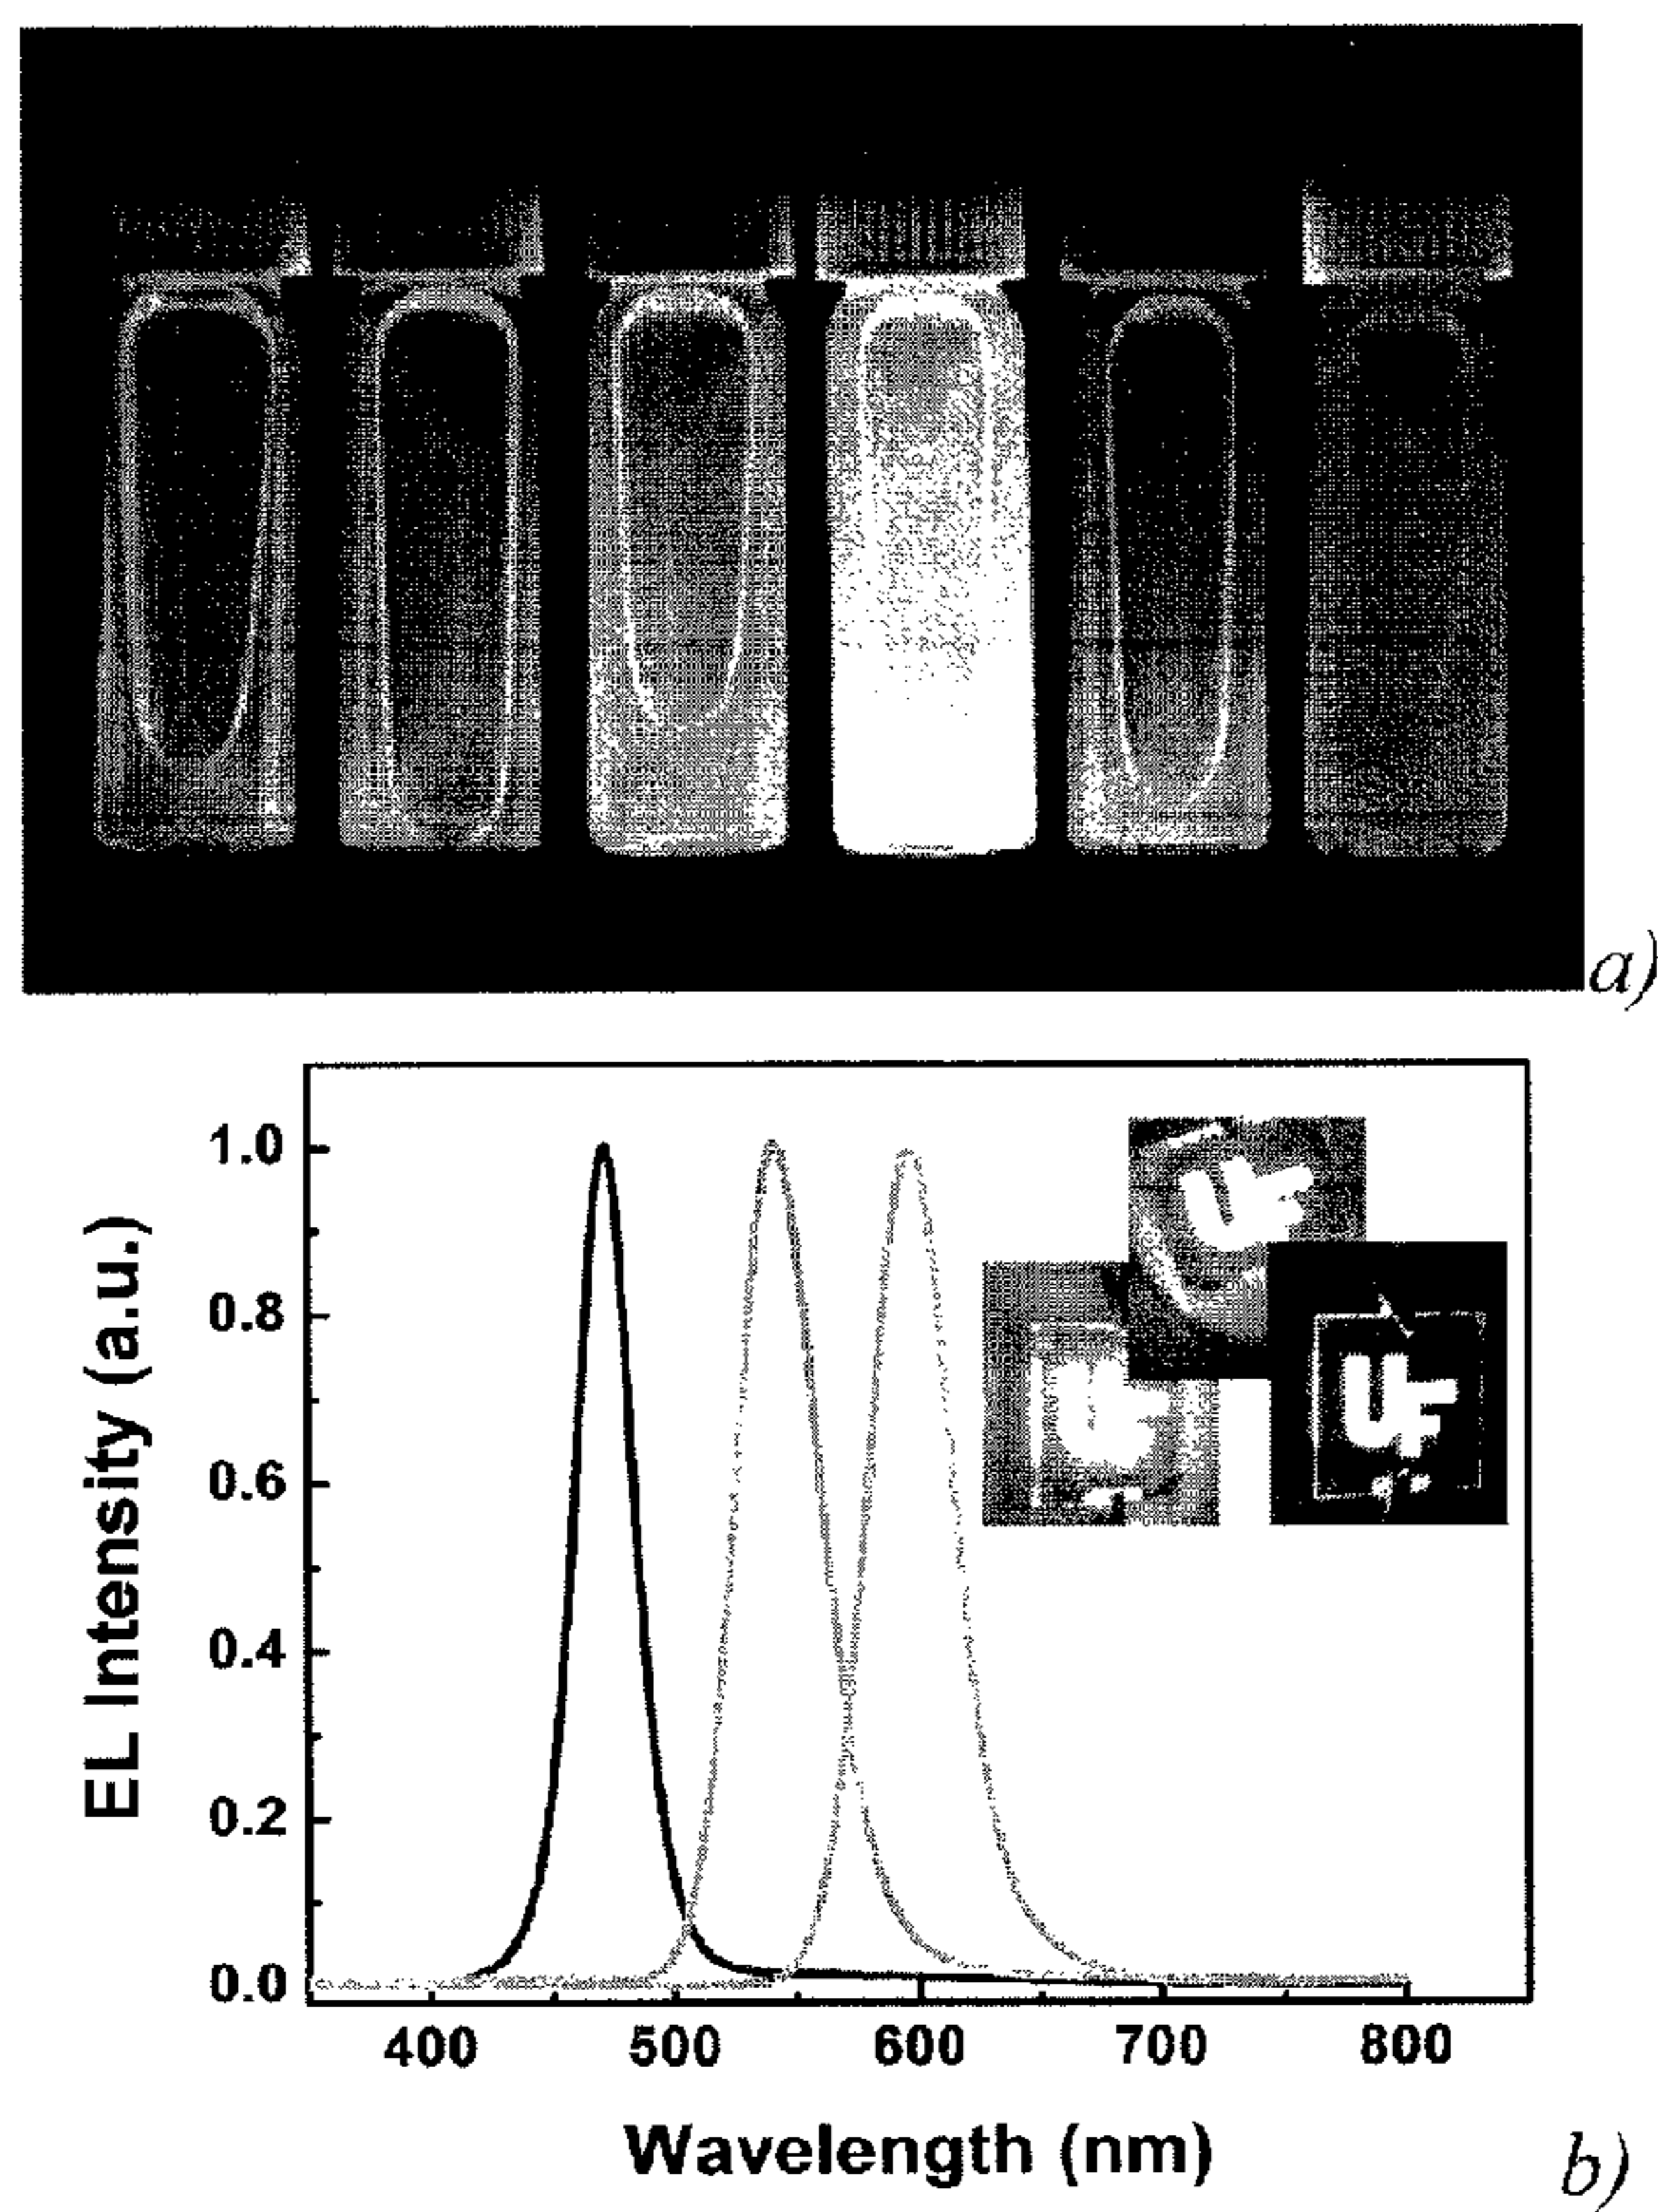 a)
1.0
0.8
0.6
0.4
0.2
0.0
EL Intensity (a.u.)
UF
UF
UF
400 500 600 700 800
Wavelength (nm)
b)